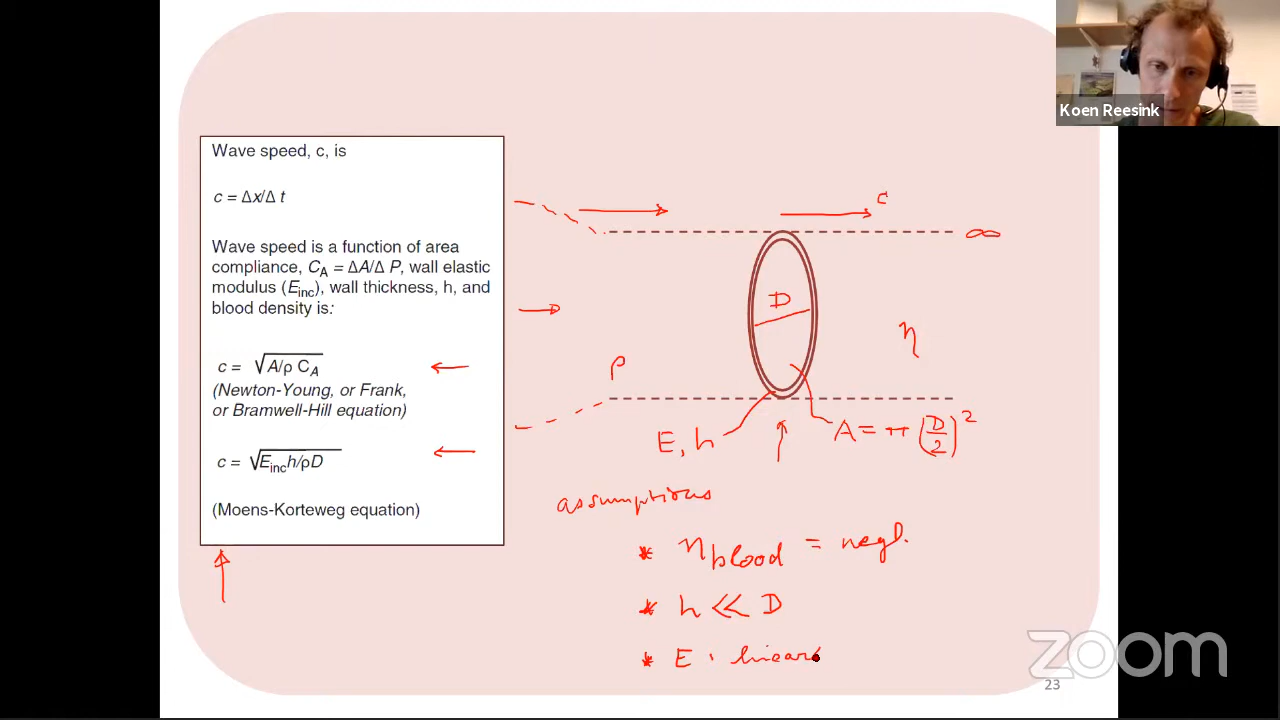 Koen Reesink
Wave speed, c, is
c = Δx/Δ t
Wave speed is a function of area
compliance, C_A = ΔA/Δ P, wall elastic
modulus (E_inc), wall thickness, h, and
blood density is:
c = √A/ρ C_A
(Newton-Young, or Frank,
or Bramwell-Hill equation)
c = √E_inc h/ρD
(Moens-Korteweg equation)
c
∞
D
η
ρ
E, h
A = π (D/2)²
assumptions
* η blood = negl.
* h << D
* E : linear
zoom
23